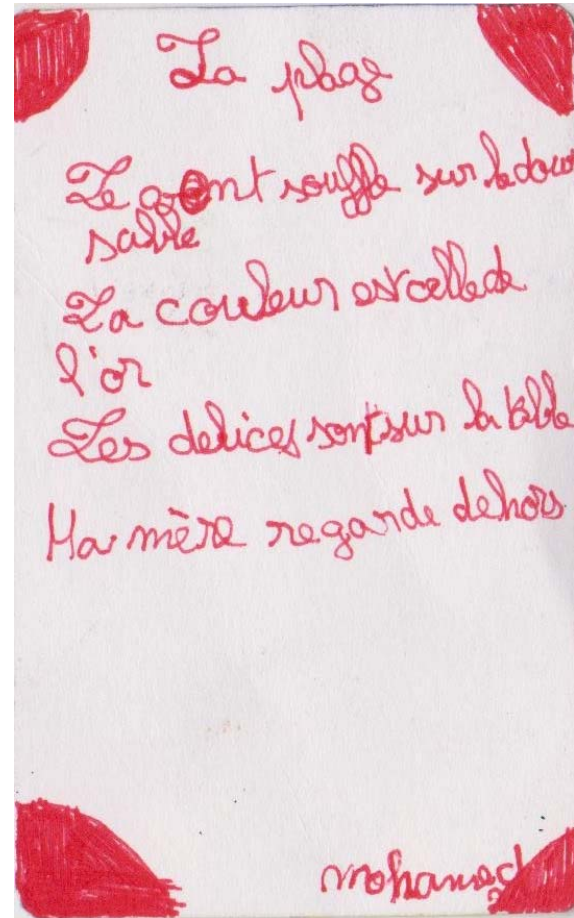 La plage
Le vent souffle sur le doux
sable
La couleur est celle de
l'or
Les delices sont sur la table
Ma mère regarde dehors
mohamed